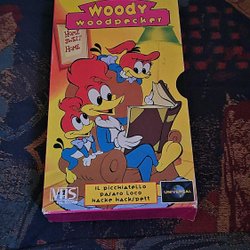 WOODY
WOODPECKER
HOME
SWEET
HOME
IL PICCHIATELLO
PAJARO LOCO
HACKE HACKSPETT
VHS
UNIVERSAL